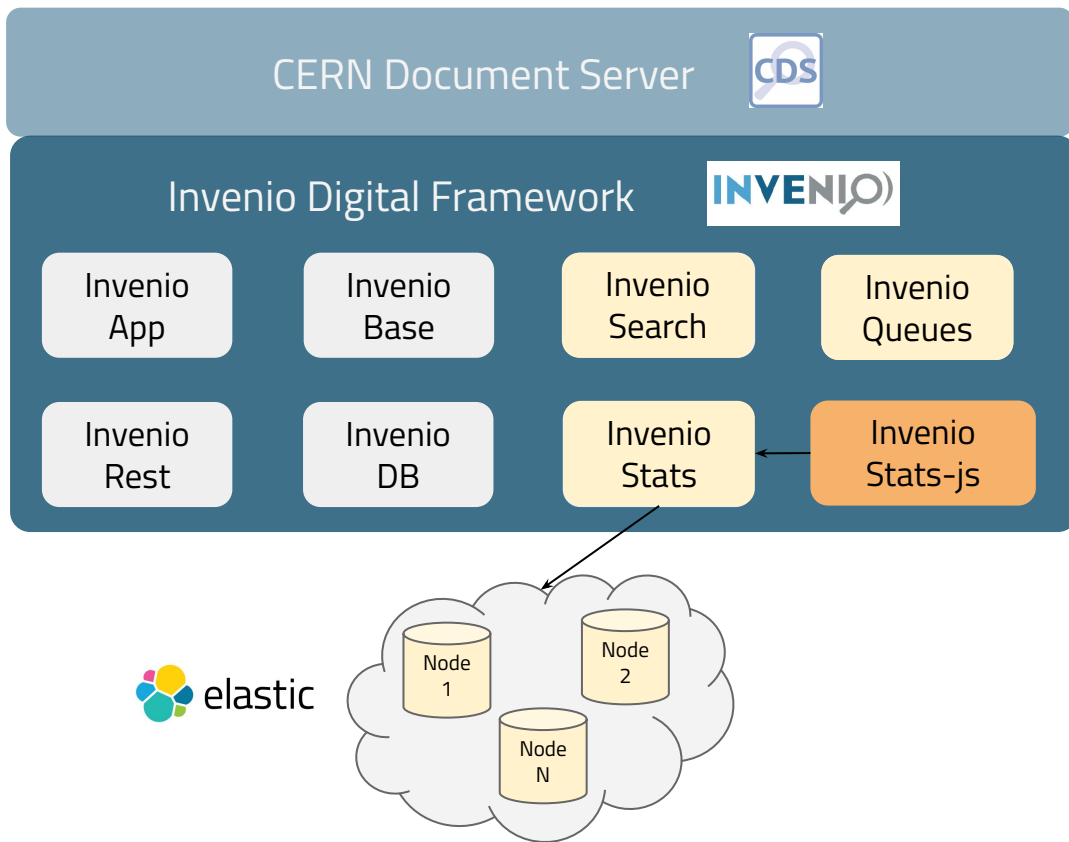 CERN Document Server
CDS
Invenio Digital Framework
INVENIO
Invenio
App
Invenio
Base
Invenio
Search
Invenio
Queues
Invenio
Rest
Invenio
DB
Invenio
Stats
Invenio
Stats-js
Node
1
Node
2
elastic
Node
N